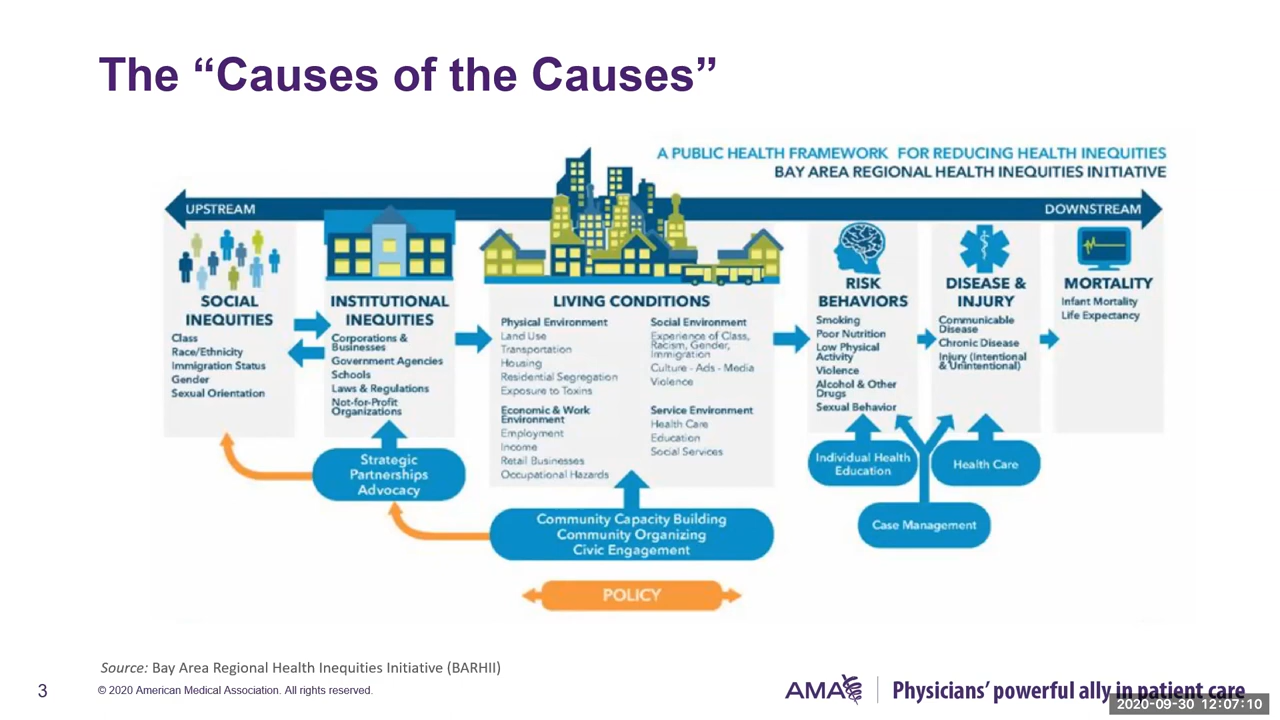 The “Causes of the Causes”
A PUBLIC HEALTH FRAMEWORK FOR REDUCING HEALTH INEQUITIES
BAY AREA REGIONAL HEALTH INEQUITIES INITIATIVE
UPSTREAM
DOWNSTREAM
SOCIAL
INEQUITIES
Class
Race/Ethnicity
Immigration Status
Gender
Sexual Orientation
INSTITUTIONAL
INEQUITIES
Corporations &
Businesses
Government Agencies
Schools
Laws & Regulations
Not-for-Profit
Organizations
LIVING CONDITIONS
Physical Environment
Land Use
Transportation
Housing
Residential Segregation
Exposure to Toxins
Economic & Work
Environment
Employment
Income
Retail Businesses
Occupational Hazards
Social Environment
Experience of Class,
Racism, Gender,
Immigration
Culture - Ads - Media
Violence
Service Environment
Health Care
Education
Social Services
RISK
BEHAVIORS
Smoking
Poor Nutrition
Low Physical
Activity
Violence
Alcohol & Other
Drugs
Sexual Behavior
DISEASE &
INJURY
Communicable
Disease
Chronic Disease
Injury (Intentional
& Unintentional)
MORTALITY
Infant Mortality
Life Expectancy
Strategic
Partnerships
Advocacy
Community Capacity Building
Community Organizing
Civic Engagement
Individual Health
Education
Health Care
Case Management
POLICY
Source: Bay Area Regional Health Inequities Initiative (BARHII)
3
© 2020 American Medical Association. All rights reserved.
AMA
Physicians’ powerful ally in patient care
2020-09-30 12:07:10